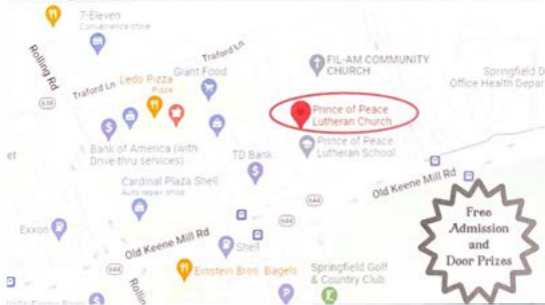 7-Eleven
Convenience store
Rolling Rd
Traford Ln
FIL-AM COMMUNITY
CHURCH
Springfield D
Office Health Depar
Ledo Pizza
Pizza
Giant Food
Traford Ln
638
Prince of Peace
Lutheran Church
et
Bank of America (with
Drive-thru services)
TD Bank
Prince of Peace
Lutheran School
Cardinal Plaza Shell
Auto repair shop
Old Keene Mill Rd
644
644
Free
Admission
and
Door Prizes
Exxon
Old Keene Mill Rd
Shell
644
Einstein Bros. Bagels
Springfield Golf
& Country Club
Rollin
P